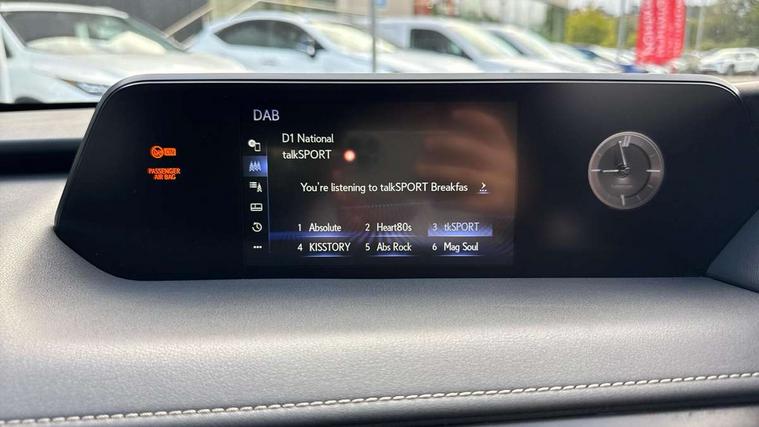 DAB
D1 National
talkSPORT
You're listening to talkSPORT Breakfas
1 Absolute 2 Heart80s 3 tkSPORT
4 KISSTORY 5 Abs Rock 6 Mag Soul
PASSENGER
AIR BAG